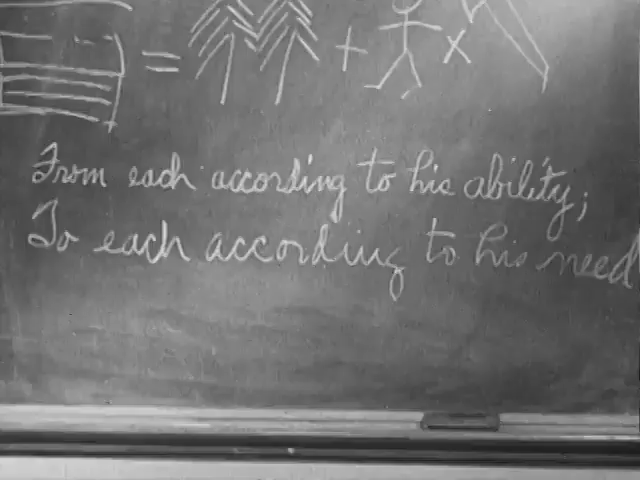 = + x
From each according to his ability;
To each according to his need